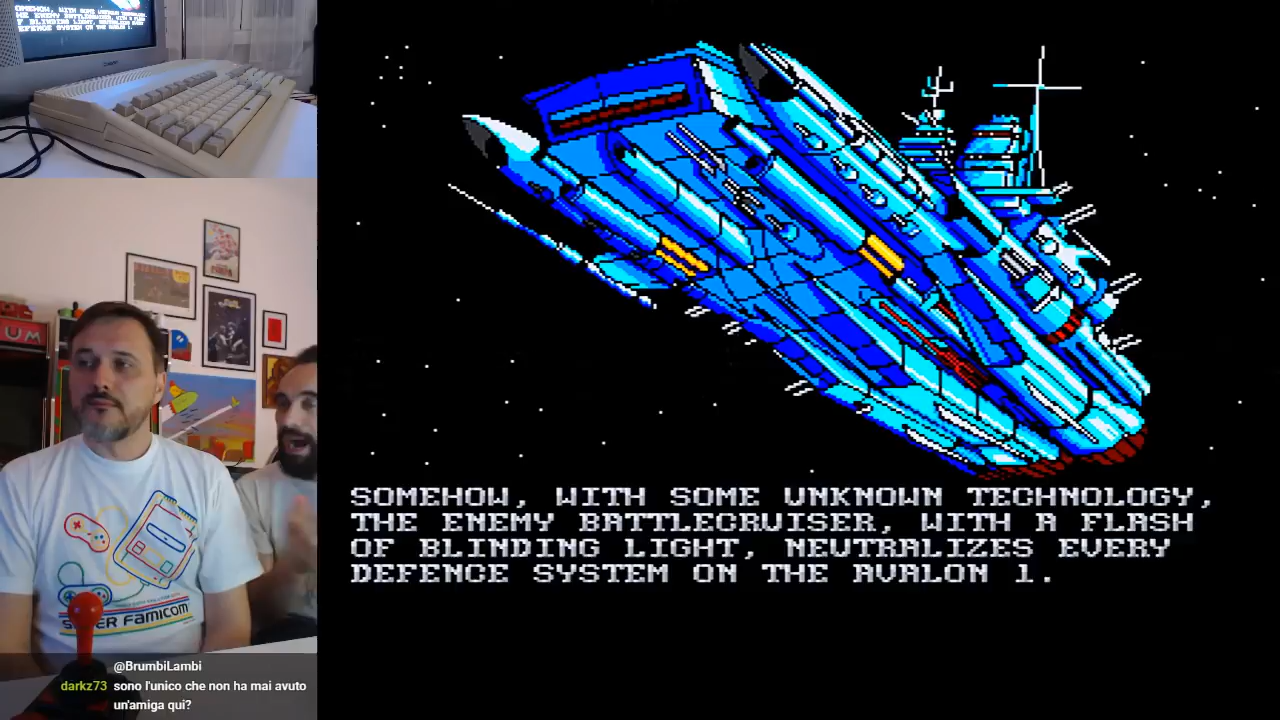 SOMEHOW, WITH SOME UNKNOWN TECHNOLOGY,
THE ENEMY BATTLECRUISER, WITH A FLASH
OF BLINDING LIGHT, NEUTRALIZES EVERY
DEFENCE SYSTEM ON THE AVALON 1.
UM
FAMICOM
@BrumbiLambi
darkz73 sono l'unico che non ha mai avuto
un'amiga qui?